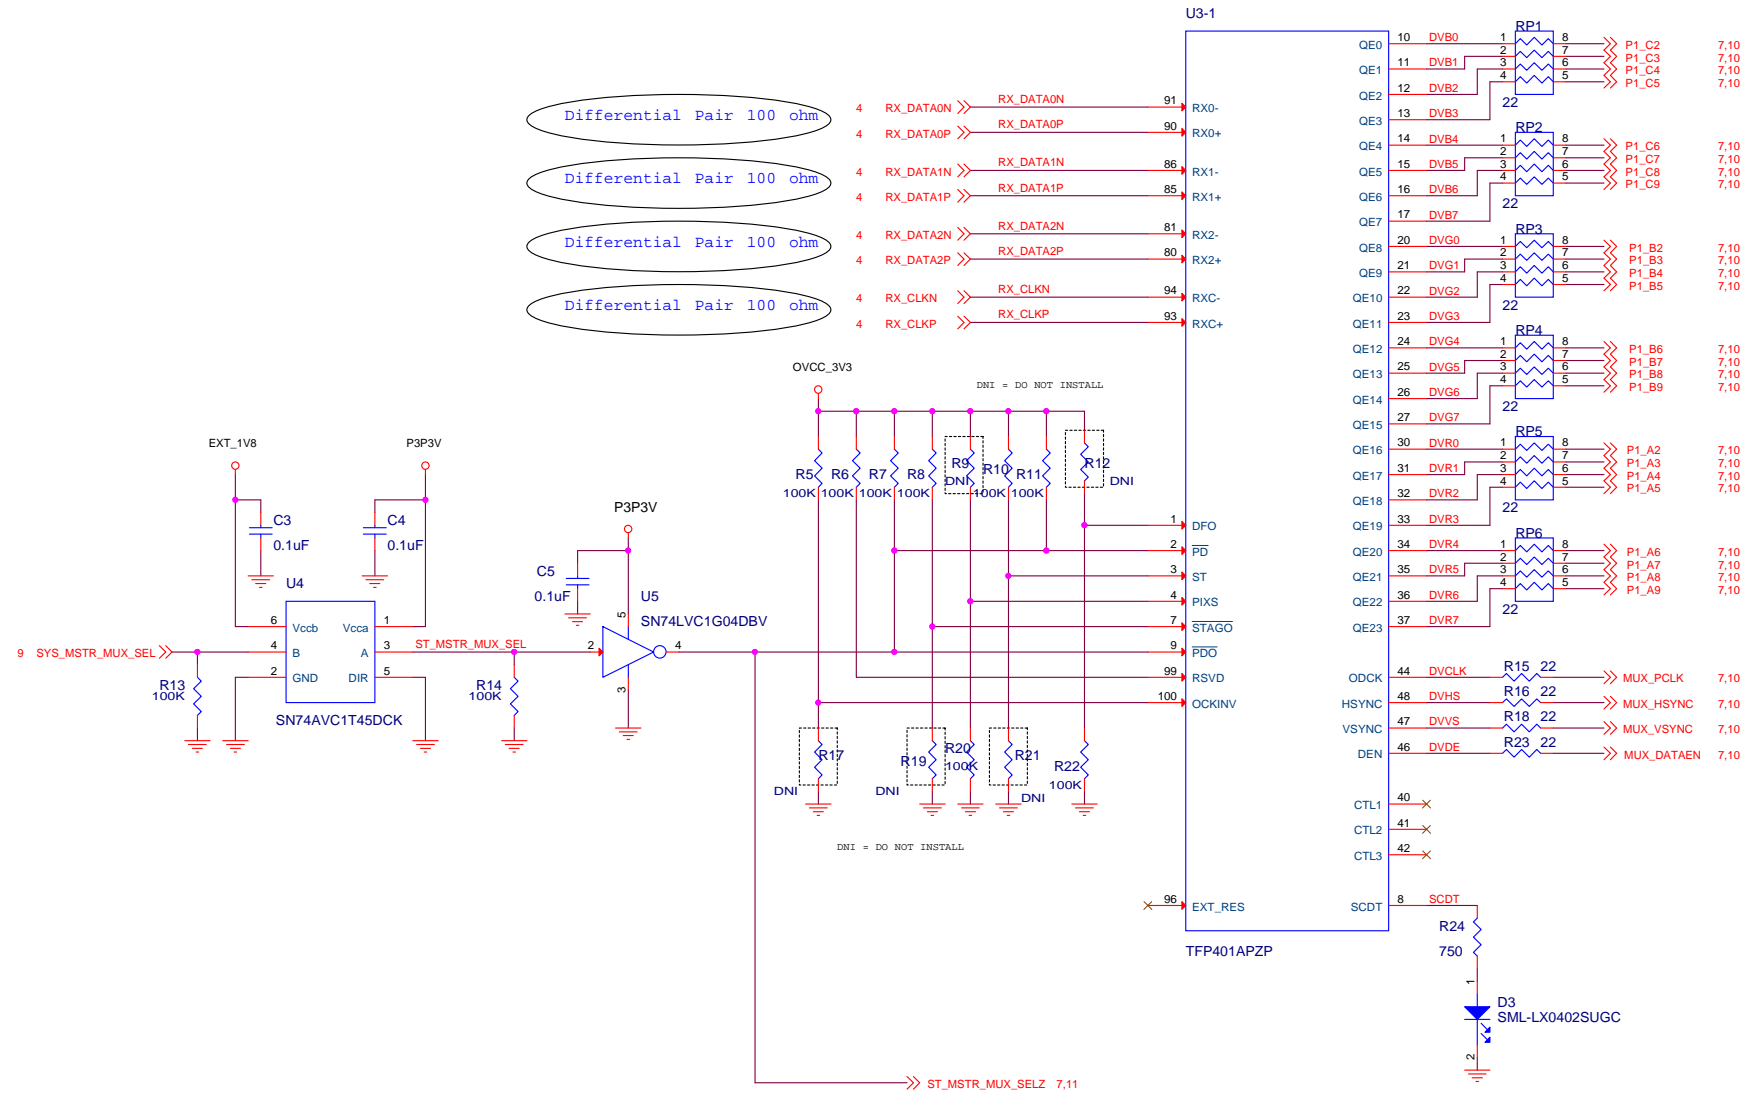 U3-1
Differential Pair 100 ohm
Differential Pair 100 ohm
Differential Pair 100 ohm
Differential Pair 100 ohm
4 RX_DATA0N RX_DATA0N 91 RX0-
4 RX_DATA0P RX_DATA0P 90 RX0+
4 RX_DATA1N RX_DATA1N 86 RX1-
4 RX_DATA1P RX_DATA1P 85 RX1+
4 RX_DATA2N RX_DATA2N 81 RX2-
4 RX_DATA2P RX_DATA2P 80 RX2+
4 RX_CLKN RX_CLKN 94 RXC-
4 RX_CLKP RX_CLKP 93 RXC+
OVCC_3V3
DNI = DO NOT INSTALL
R5 R6 R7 R8 R9 R10 R11 R12
100K 100K 100K 100K DNI 100K 100K DNI
1 DFO
2 PD
3 ST
4 PIXS
7 STAGO
9 PDO
99 RSVD
100 OCKINV
R17 R19 R20 R21 R22
DNI DNI 100K DNI 100K
DNI = DO NOT INSTALL
96 EXT_RES
TFP401APZP
EXT_1V8 P3P3V
C3 0.1uF
C4 0.1uF
U4
6 Vccb Vcca 1
9 SYS_MSTR_MUX_SEL 4 B A 3 ST_MSTR_MUX_SEL
2 GND DIR 5
SN74AVC1T45DCK
R13 100K
R14 100K
P3P3V
C5 0.1uF
U5
SN74LVC1G04DBV
5
2 4
3
ST_MSTR_MUX_SELZ 7,11
QE0 10 DVB0
QE1 11 DVB1
QE2 12 DVB2
QE3 13 DVB3
QE4 14 DVB4
QE5 15 DVB5
QE6 16 DVB6
QE7 17 DVB7
QE8 20 DVG0
QE9 21 DVG1
QE10 22 DVG2
QE11 23 DVG3
QE12 24 DVG4
QE13 25 DVG5
QE14 26 DVG6
QE15 27 DVG7
QE16 30 DVR0
QE17 31 DVR1
QE18 32 DVR2
QE19 33 DVR3
QE20 34 DVR4
QE21 35 DVR5
QE22 36 DVR6
QE23 37 DVR7
RP1
1 8 P1_C2 7,10
2 7 P1_C3 7,10
3 6 P1_C4 7,10
4 5 P1_C5 7,10
22
RP2
1 8 P1_C6 7,10
2 7 P1_C7 7,10
3 6 P1_C8 7,10
4 5 P1_C9 7,10
22
RP3
1 8 P1_B2 7,10
2 7 P1_B3 7,10
3 6 P1_B4 7,10
4 5 P1_B5 7,10
22
RP4
1 8 P1_B6 7,10
2 7 P1_B7 7,10
3 6 P1_B8 7,10
4 5 P1_B9 7,10
22
RP5
1 8 P1_A2 7,10
2 7 P1_A3 7,10
3 6 P1_A4 7,10
4 5 P1_A5 7,10
22
RP6
1 8 P1_A6 7,10
2 7 P1_A7 7,10
3 6 P1_A8 7,10
4 5 P1_A9 7,10
22
ODCK 44 DVCLK R15 22 MUX_PCLK 7,10
HSYNC 48 DVHS R16 22 MUX_HSYNC 7,10
VSYNC 47 DVVS R18 22 MUX_VSYNC 7,10
DEN 46 DVDE R23 22 MUX_DATAEN 7,10
CTL1 40
CTL2 41
CTL3 42
SCDT 8 SCDT
R24
750
1
D3
SML-LX0402SUGC
2